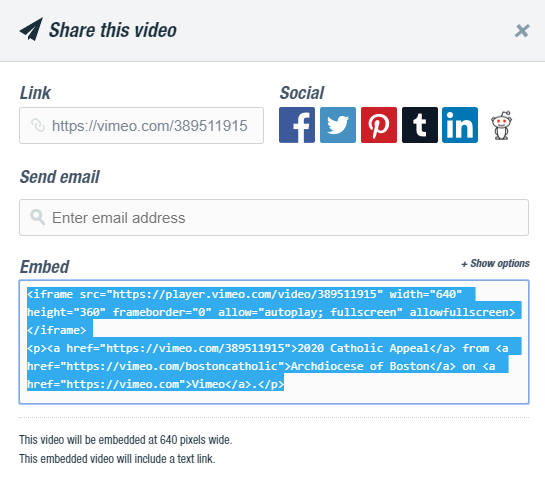 Share this video
Link
Social
https://vimeo.com/389511915
Send email
Enter email address
Embed
+ Show options
<iframe src="https://player.vimeo.com/video/389511915" width="640"
height="360" frameborder="0" allow="autoplay; fullscreen" allowfullscreen>
</iframe>
<p><a href="https://vimeo.com/389511915">2020 Catholic Appeal</a> from <a
href="https://vimeo.com/bostoncatholic">Archdiocese of Boston</a> on <a
href="https://vimeo.com">Vimeo</a>.</p>
This video will be embedded at 640 pixels wide.
This embedded video will include a text link.